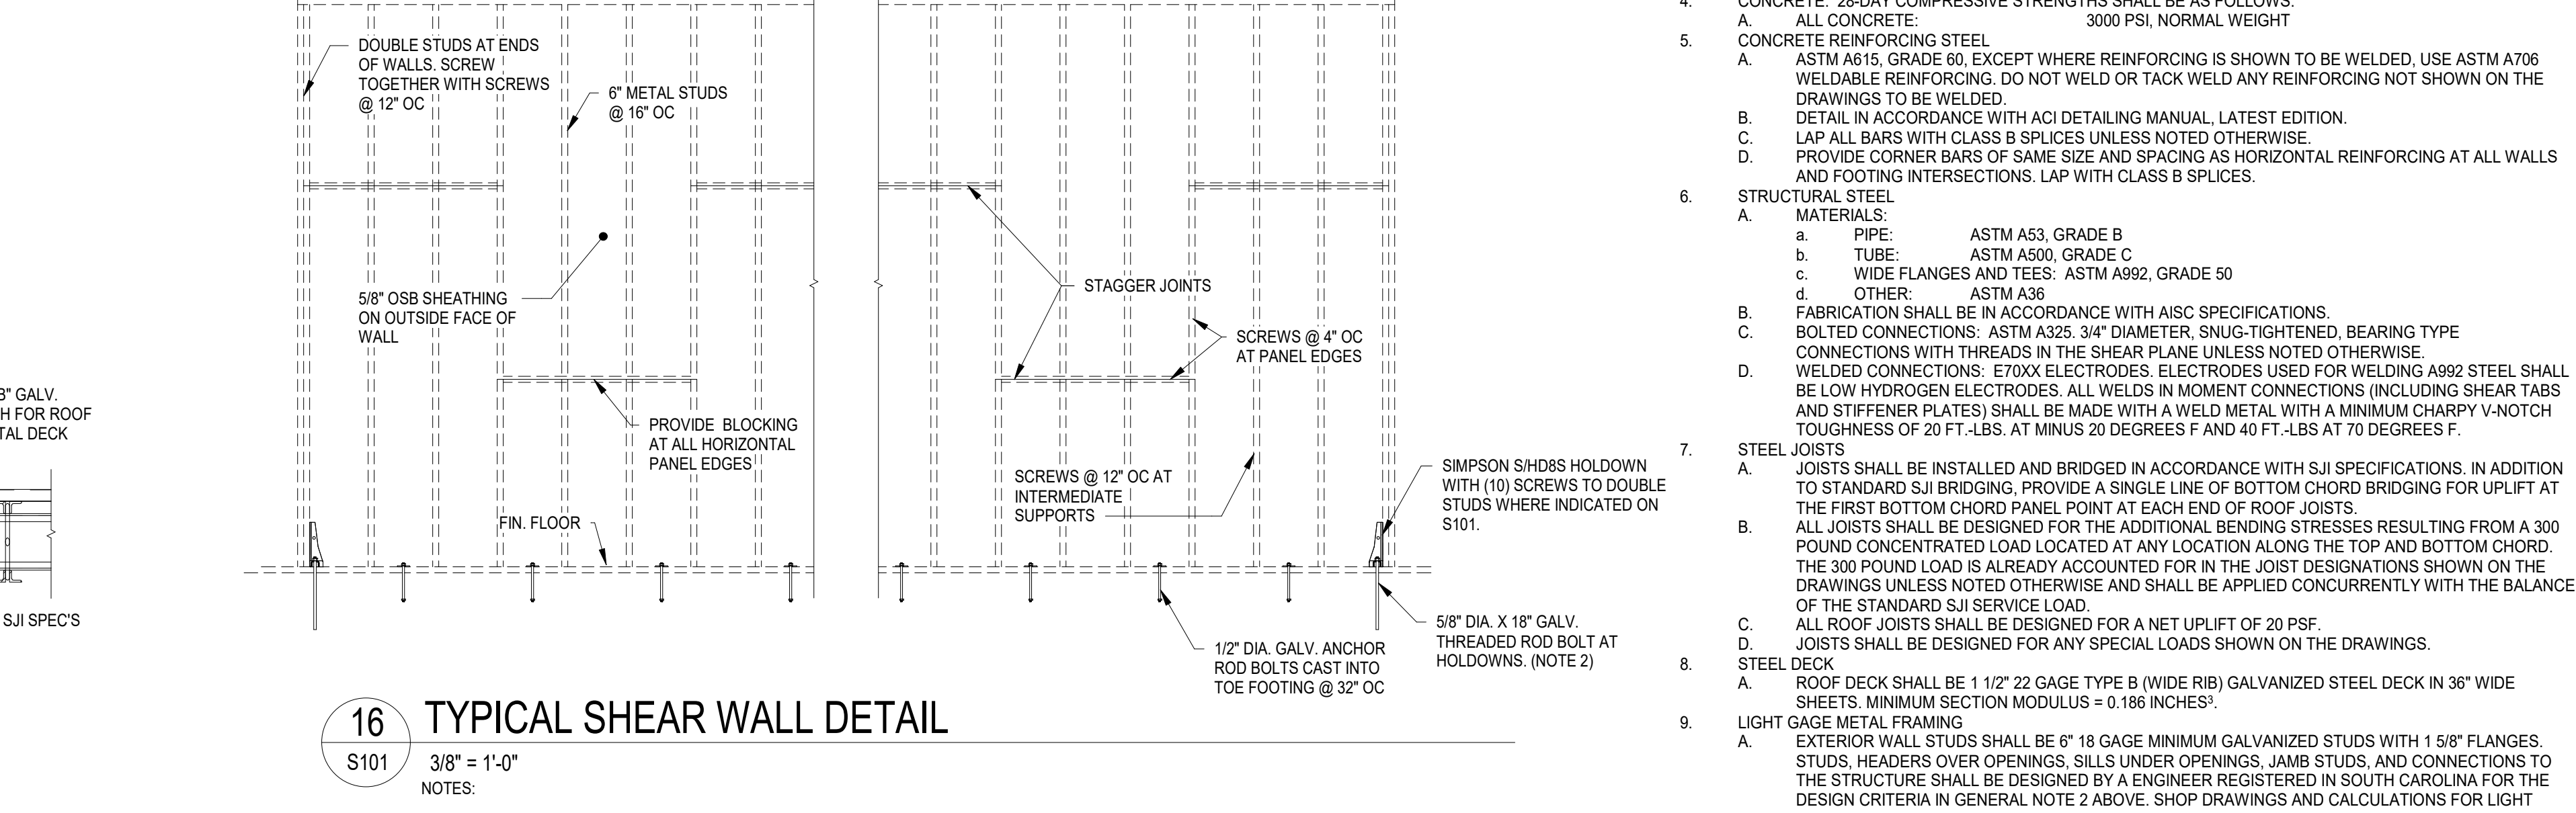 DOUBLE STUDS AT ENDS
OF WALLS. SCREW
TOGETHER WITH SCREWS
@ 12" OC
6" METAL STUDS
@ 16" OC
5/8" OSB SHEATHING
ON OUTSIDE FACE OF
WALL
STAGGER JOINTS
SCREWS @ 4" OC
AT PANEL EDGES
GALV.
FOR ROOF
DECK
PROVIDE BLOCKING
AT ALL HORIZONTAL
PANEL EDGES
SCREWS @ 12" OC AT
INTERMEDIATE
SUPPORTS
SIMPSON S/HD8S HOLDOWN
WITH (10) SCREWS TO DOUBLE
STUDS WHERE INDICATED ON
S101.
FIN. FLOOR
SJI SPEC'S
1/2" DIA. GALV. ANCHOR
ROD BOLTS CAST INTO
TOE FOOTING @ 32" OC
5/8" DIA. X 18" GALV.
THREADED ROD BOLT AT
HOLDOWNS. (NOTE 2)
16
S101
TYPICAL SHEAR WALL DETAIL
3/8" = 1'-0"
NOTES:
4. CONCRETE: 28-DAY COMPRESSIVE STRENGTHS SHALL BE AS FOLLOWS:
A. ALL CONCRETE: 3000 PSI, NORMAL WEIGHT
5. CONCRETE REINFORCING STEEL
A. ASTM A615, GRADE 60, EXCEPT WHERE REINFORCING IS SHOWN TO BE WELDED, USE ASTM A706
WELDABLE REINFORCING. DO NOT WELD OR TACK WELD ANY REINFORCING NOT SHOWN ON THE
DRAWINGS TO BE WELDED.
B. DETAIL IN ACCORDANCE WITH ACI DETAILING MANUAL, LATEST EDITION.
C. LAP ALL BARS WITH CLASS B SPLICES UNLESS NOTED OTHERWISE.
D. PROVIDE CORNER BARS OF SAME SIZE AND SPACING AS HORIZONTAL REINFORCING AT ALL WALLS
AND FOOTING INTERSECTIONS. LAP WITH CLASS B SPLICES.
6. STRUCTURAL STEEL
A. MATERIALS:
a. PIPE: ASTM A53, GRADE B
b. TUBE: ASTM A500, GRADE C
c. WIDE FLANGES AND TEES: ASTM A992, GRADE 50
d. OTHER: ASTM A36
B. FABRICATION SHALL BE IN ACCORDANCE WITH AISC SPECIFICATIONS.
C. BOLTED CONNECTIONS: ASTM A325. 3/4" DIAMETER, SNUG-TIGHTENED, BEARING TYPE
CONNECTIONS WITH THREADS IN THE SHEAR PLANE UNLESS NOTED OTHERWISE.
D. WELDED CONNECTIONS: E70XX ELECTRODES. ELECTRODES USED FOR WELDING A992 STEEL SHALL
BE LOW HYDROGEN ELECTRODES. ALL WELDS IN MOMENT CONNECTIONS (INCLUDING SHEAR TABS
AND STIFFENER PLATES) SHALL BE MADE WITH A WELD METAL WITH A MINIMUM CHARPY V-NOTCH
TOUGHNESS OF 20 FT.-LBS. AT MINUS 20 DEGREES F AND 40 FT.-LBS AT 70 DEGREES F.
7. STEEL JOISTS
A. JOISTS SHALL BE INSTALLED AND BRIDGED IN ACCORDANCE WITH SJI SPECIFICATIONS. IN ADDITION
TO STANDARD SJI BRIDGING, PROVIDE A SINGLE LINE OF BOTTOM CHORD BRIDGING FOR UPLIFT AT
THE FIRST BOTTOM CHORD PANEL POINT AT EACH END OF ROOF JOISTS.
B. ALL JOISTS SHALL BE DESIGNED FOR THE ADDITIONAL BENDING STRESSES RESULTING FROM A 300
POUND CONCENTRATED LOAD LOCATED AT ANY LOCATION ALONG THE TOP AND BOTTOM CHORD.
THE 300 POUND LOAD IS ALREADY ACCOUNTED FOR IN THE JOIST DESIGNATIONS SHOWN ON THE
DRAWINGS UNLESS NOTED OTHERWISE AND SHALL BE APPLIED CONCURRENTLY WITH THE BALANCE
OF THE STANDARD SJI SERVICE LOAD.
C. ALL ROOF JOISTS SHALL BE DESIGNED FOR A NET UPLIFT OF 20 PSF.
D. JOISTS SHALL BE DESIGNED FOR ANY SPECIAL LOADS SHOWN ON THE DRAWINGS.
8. STEEL DECK
A. ROOF DECK SHALL BE 1 1/2" 22 GAGE TYPE B (WIDE RIB) GALVANIZED STEEL DECK IN 36" WIDE
SHEETS. MINIMUM SECTION MODULUS = 0.186 INCHES³.
9. LIGHT GAGE METAL FRAMING
A. EXTERIOR WALL STUDS SHALL BE 6" 18 GAGE MINIMUM GALVANIZED STUDS WITH 1 5/8" FLANGES.
STUDS, HEADERS OVER OPENINGS, SILLS UNDER OPENINGS, JAMB STUDS, AND CONNECTIONS TO
THE STRUCTURE SHALL BE DESIGNED BY A ENGINEER REGISTERED IN SOUTH CAROLINA FOR THE
DESIGN CRITERIA IN GENERAL NOTE 2 ABOVE. SHOP DRAWINGS AND CALCULATIONS FOR LIGHT